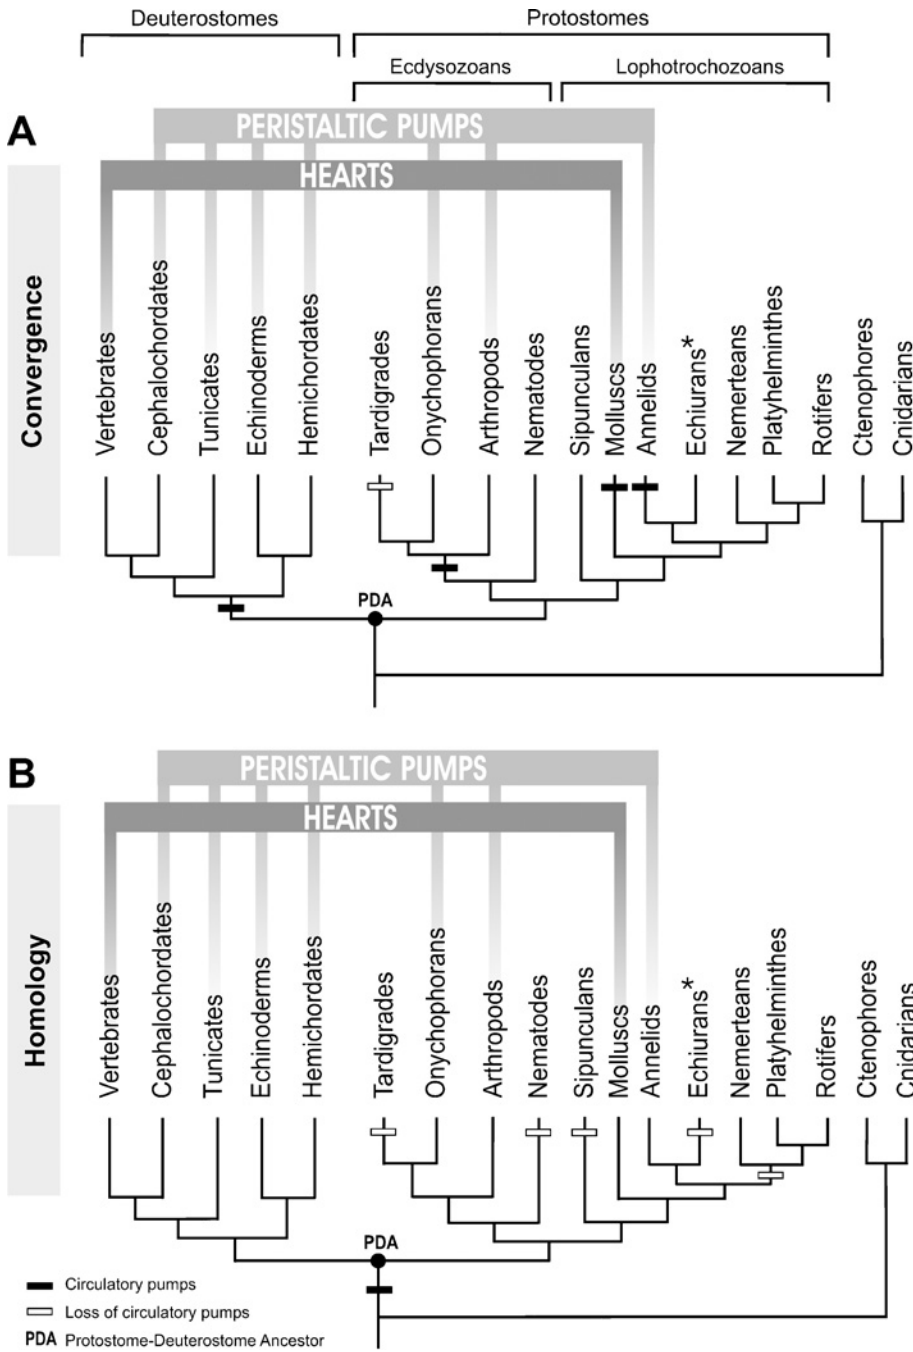 Deuterostomes
Protostomes
Ecdysozoans
Lophotrochozoans
A
PERISTALTIC PUMPS
HEARTS
Convergence
Vertebrates
Cephalochordates
Tunicates
Echinoderms
Hemichordates
Tardigrades
Onychophorans
Arthropods
Nematodes
Sipunculans
Molluscs
Annelids
Echiurans*
Nemerteans
Platyhelminthes
Rotifers
Ctenophores
Cnidarians
PDA
B
PERISTALTIC PUMPS
HEARTS
Homology
Vertebrates
Cephalochordates
Tunicates
Echinoderms
Hemichordates
Tardigrades
Onychophorans
Arthropods
Nematodes
Sipunculans
Molluscs
Annelids
Echiurans*
Nemerteans
Platyhelminthes
Rotifers
Ctenophores
Cnidarians
PDA
Circulatory pumps
Loss of circulatory pumps
PDA Protostome-Deuterostome Ancestor